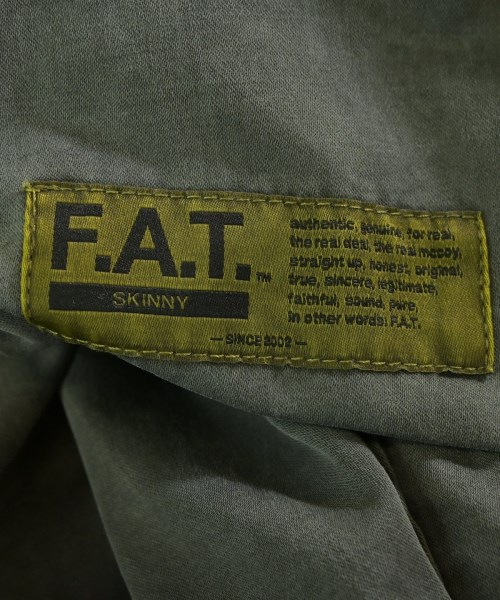 F.A.T.™
SKiNNY
authentic, genuine, for real,
the real deal, the real mccoy,
straight up, honest, original,
true, sincere, legitimate,
faithful, sound, pure,
in other words: F.A.T.
— SINCE 2002 —